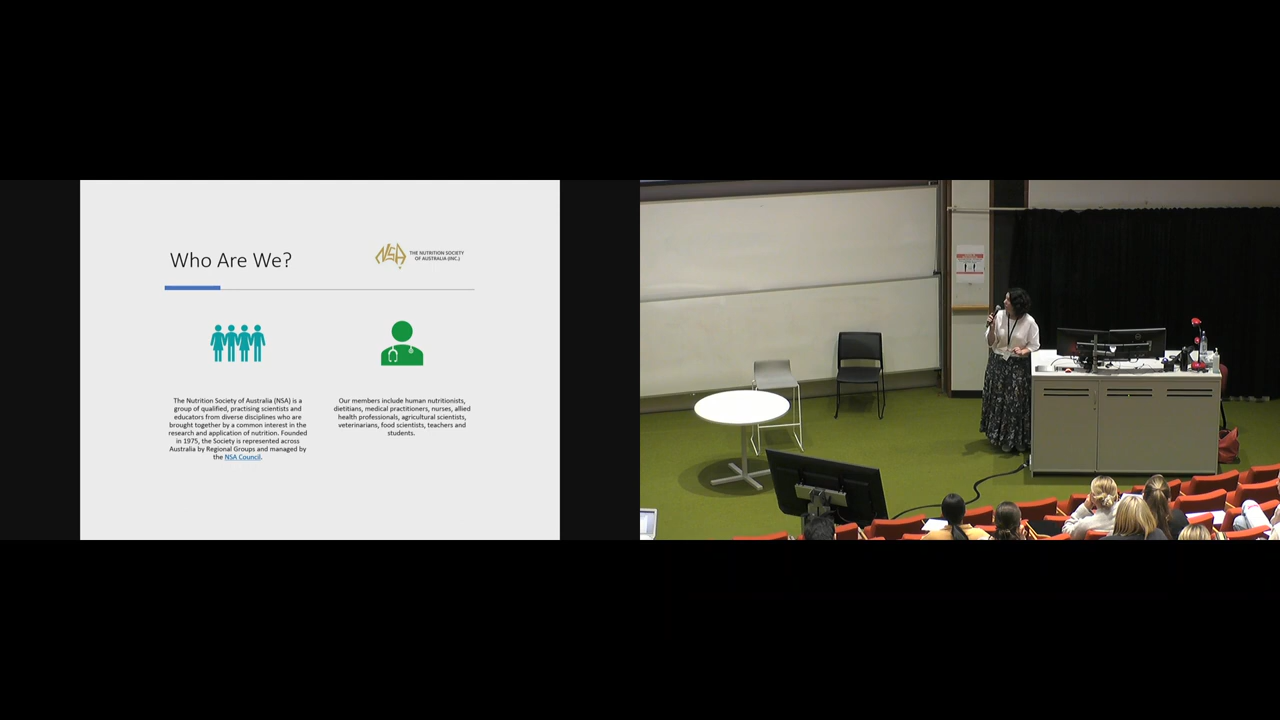 Who Are We?
THE NUTRITION SOCIETY
OF AUSTRALIA (INC.)
The Nutrition Society of Australia (NSA) is a
group of qualified, practising scientists and
educators from diverse disciplines who are
brought together by a common interest in the
research and application of nutrition. Founded
in 1975, the Society is represented across
Australia by Regional Groups and managed by
the NSA Council.
Our members include human nutritionists,
dietitians, medical practitioners, nurses, allied
health professionals, agricultural scientists,
veterinarians, food scientists, teachers and
students.